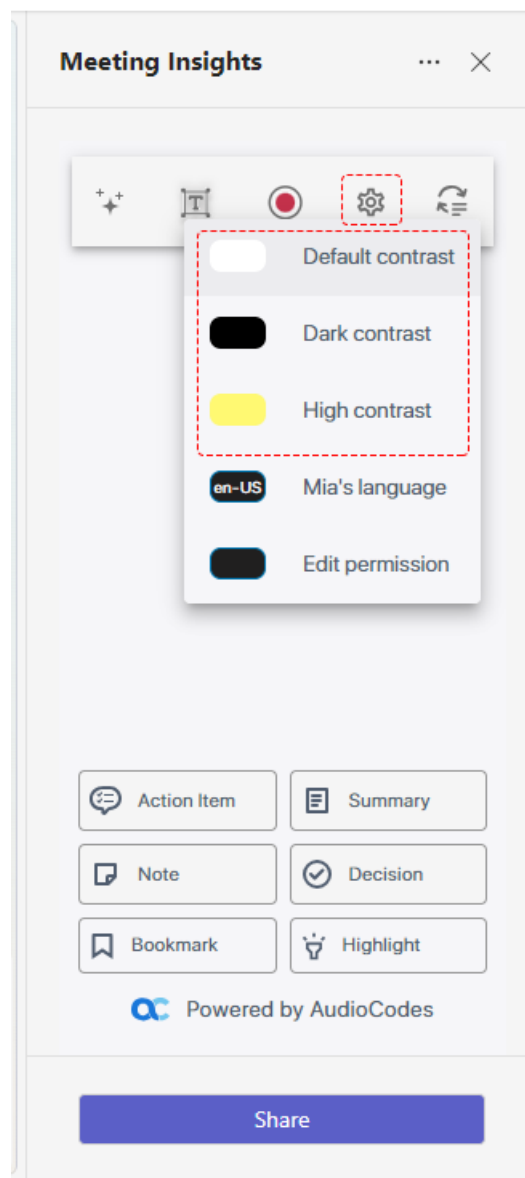 Meeting Insights
T
Default contrast
Dark contrast
High contrast
en-US Mia's language
Edit permission
Action Item Summary
Note Decision
Bookmark Highlight
Powered by AudioCodes
Share